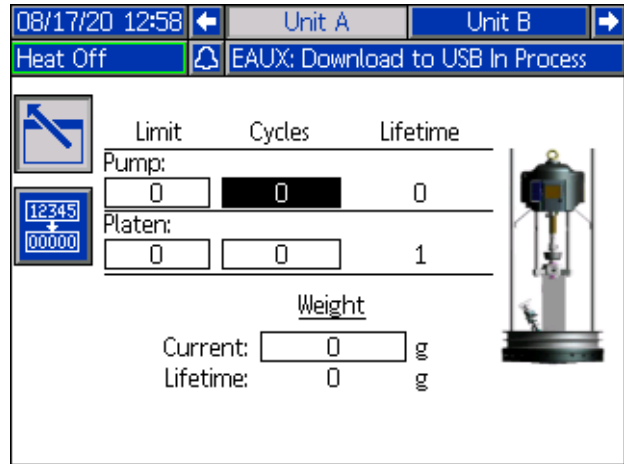 08/17/20 12:58 Unit A Unit B
Heat Off EAUX: Download to USB In Process
Limit Cycles Lifetime
Pump:
0 0 0
12345
00000
Platen:
0 0 1
Weight
Current: 0 g
Lifetime: 0 g